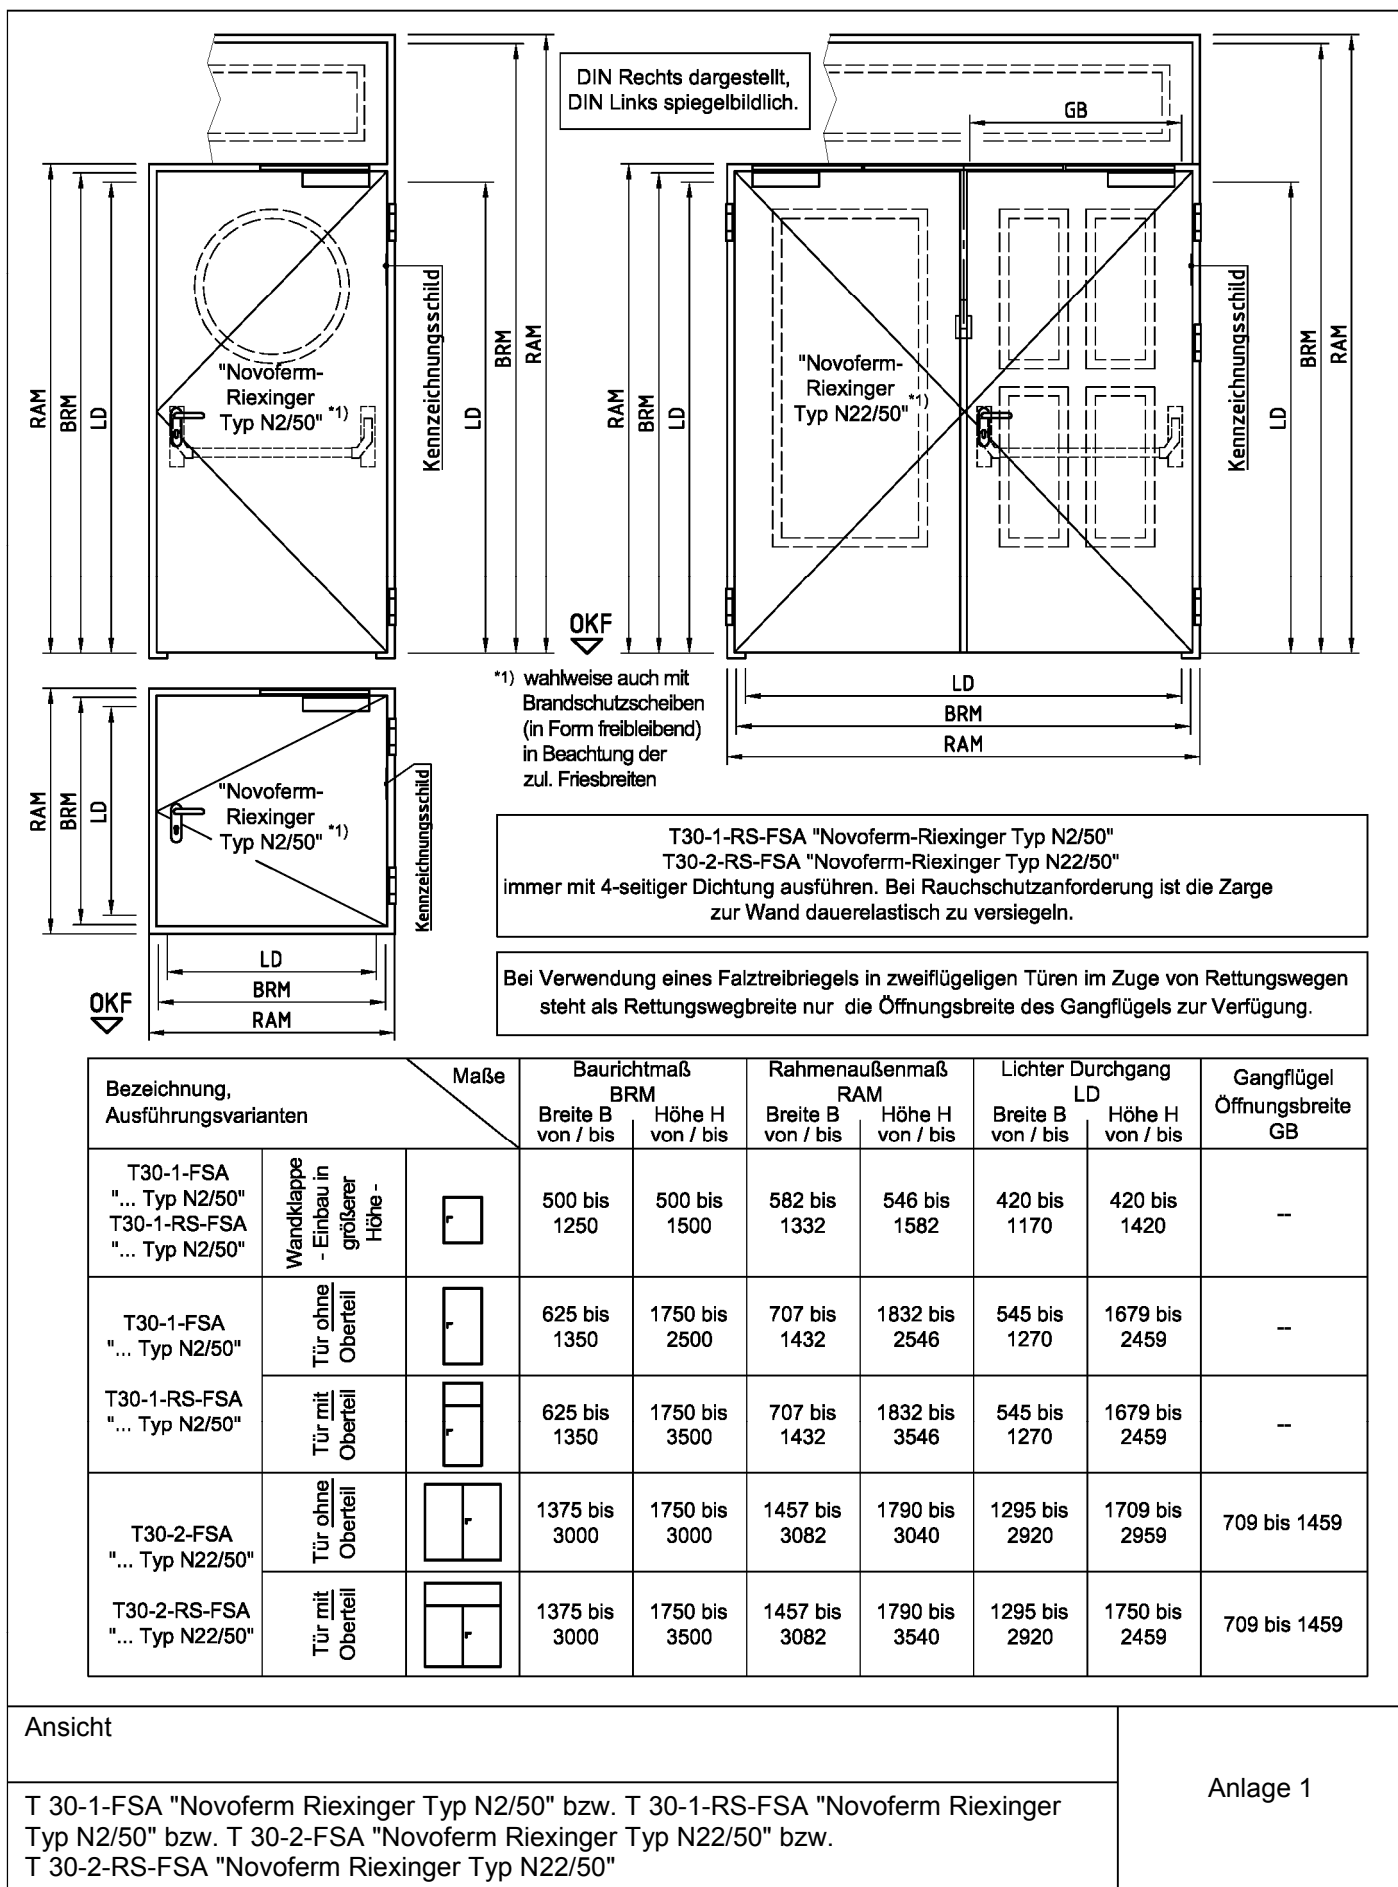 DIN Rechts dargestellt,
DIN Links spiegelbildlich.
GB
RAM
BRM
LD
"Novoferm-
Riexinger
Typ N2/50" *1)
Kennzeichnungsschild
LD
BRM
RAM
RAM
BRM
LD
"Novoferm-
Riexinger
Typ N22/50" *1)
Kennzeichnungsschild
LD
BRM
RAM
OKF
LD
BRM
RAM
*1) wahlweise auch mit
Brandschutzscheiben
(in Form freibleibend)
in Beachtung der
zul. Friesbreiten
RAM
BRM
LD
"Novoferm-
Riexinger
Typ N2/50" *1)
Kennzeichnungsschild
LD
BRM
RAM
OKF
T30-1-RS-FSA "Novoferm-Riexinger Typ N2/50"
T30-2-RS-FSA "Novoferm-Riexinger Typ N22/50"
immer mit 4-seitiger Dichtung ausführen. Bei Rauchschutzanforderung ist die Zarge
zur Wand dauerelastisch zu versiegeln.
Bei Verwendung eines Falztreibriegels in zweiflügeligen Türen im Zuge von Rettungswegen
steht als Rettungswegbreite nur die Öffnungsbreite des Gangflügels zur Verfügung.
Bezeichnung,
Ausführungsvarianten
Maße
Baurichtmaß
BRM
Breite B
von / bis
Höhe H
von / bis
Rahmenaußenmaß
RAM
Breite B
von / bis
Höhe H
von / bis
Lichter Durchgang
LD
Breite B
von / bis
Höhe H
von / bis
Gangflügel
Öffnungsbreite
GB
T30-1-FSA
"... Typ N2/50"
T30-1-RS-FSA
"... Typ N2/50"
Wandklappe
- Einbau in
größerer
Höhe -
500 bis
1250
500 bis
1500
582 bis
1332
546 bis
1582
420 bis
1170
420 bis
1420
--
T30-1-FSA
"... Typ N2/50"
T30-1-RS-FSA
"... Typ N2/50"
Tür ohne
Oberteil
625 bis
1350
1750 bis
2500
707 bis
1432
1832 bis
2546
545 bis
1270
1679 bis
2459
--
Tür mit
Oberteil
625 bis
1350
1750 bis
3500
707 bis
1432
1832 bis
3546
545 bis
1270
1679 bis
2459
--
T30-2-FSA
"... Typ N22/50"
T30-2-RS-FSA
"... Typ N22/50"
Tür ohne
Oberteil
1375 bis
3000
1750 bis
3000
1457 bis
3082
1790 bis
3040
1295 bis
2920
1709 bis
2959
709 bis 1459
Tür mit
Oberteil
1375 bis
3000
1750 bis
3500
1457 bis
3082
1790 bis
3540
1295 bis
2920
1750 bis
2459
709 bis 1459
Ansicht
T 30-1-FSA "Novoferm Riexinger Typ N2/50" bzw. T 30-1-RS-FSA "Novoferm Riexinger
Typ N2/50" bzw. T 30-2-FSA "Novoferm Riexinger Typ N22/50" bzw.
T 30-2-RS-FSA "Novoferm Riexinger Typ N22/50"
Anlage 1